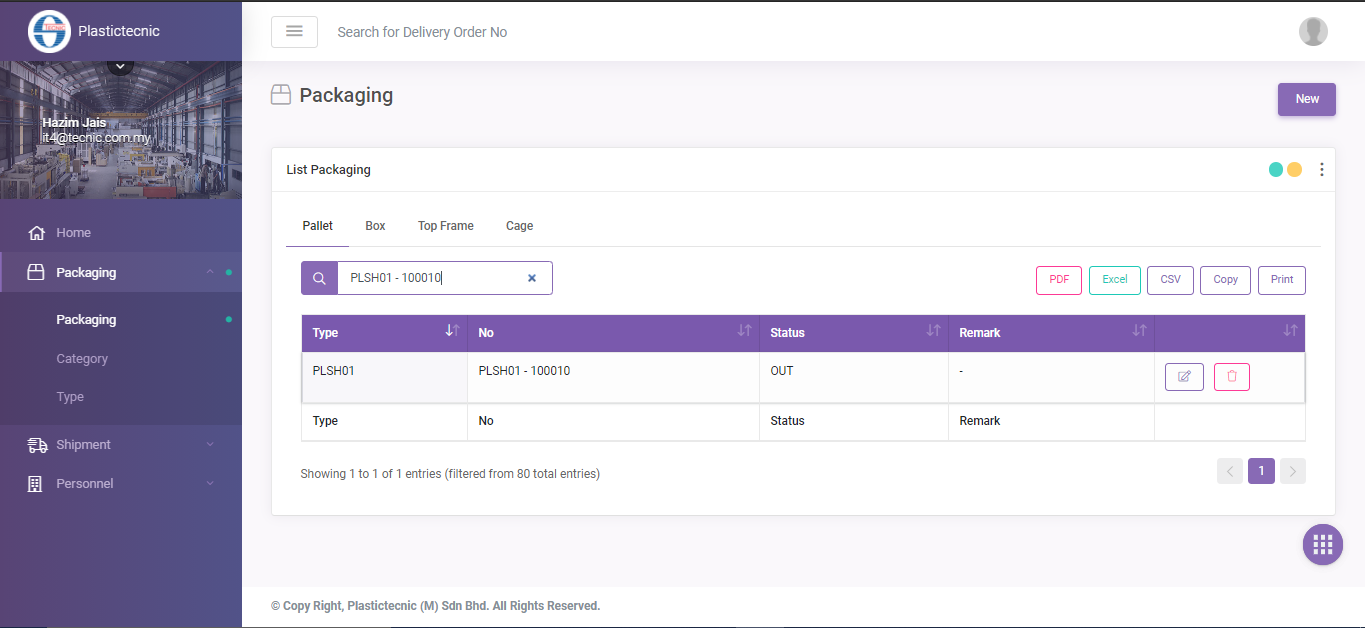 TECNIC
Plastictecnic
Search for Delivery Order No
Hazim Jais
it4@tecnic.com.my
Home
Packaging
Packaging
Category
Type
Shipment
Personnel
Packaging
New
List Packaging
Pallet Box Top Frame Cage
PLSH01 - 100010
PDF Excel CSV Copy Print
Type No Status Remark
PLSH01 PLSH01 - 100010 OUT -
Type No Status Remark
Showing 1 to 1 of 1 entries (filtered from 80 total entries)
1
© Copy Right, Plastictecnic (M) Sdn Bhd. All Rights Reserved.